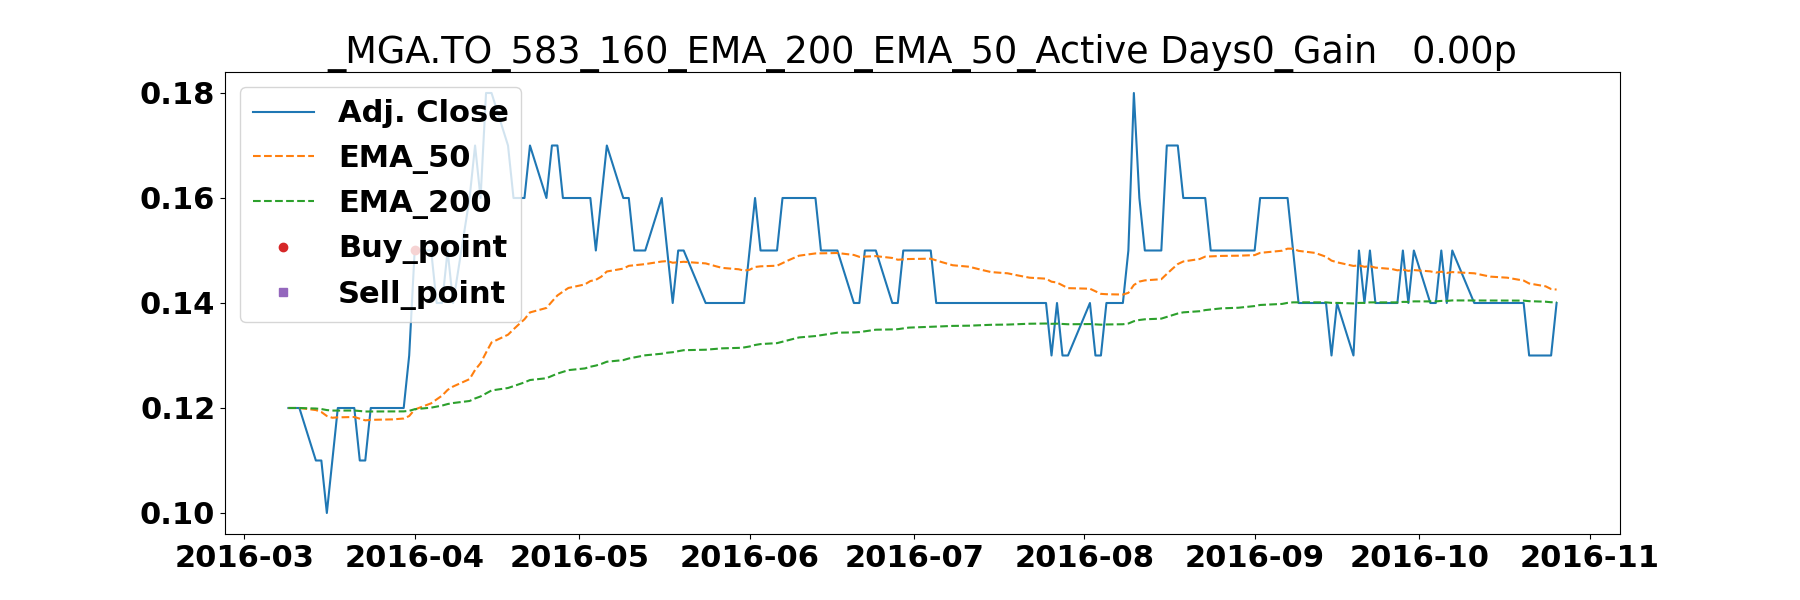 _MGA.TO_583_160_EMA_200_EMA_50_Active Days0_Gain   0.00p
0.18
0.16
0.14
0.12
0.10
Adj. Close
EMA_50
EMA_200
Buy_point
Sell_point
2016-03 2016-04 2016-05 2016-06 2016-07 2016-08 2016-09 2016-10 2016-11